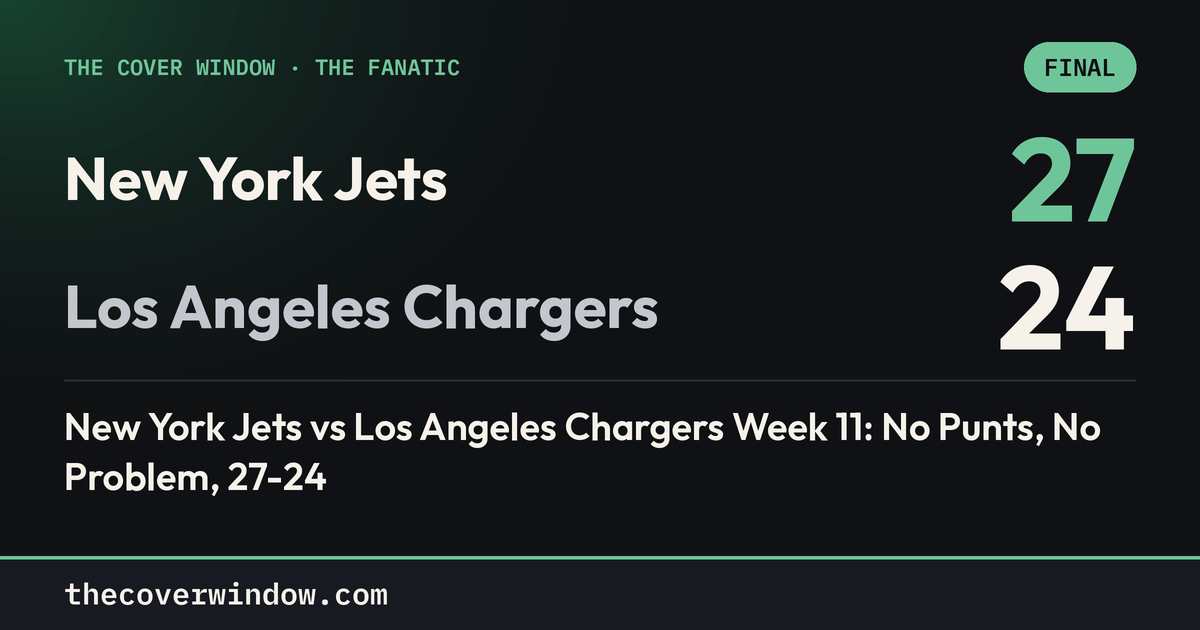 THE COVER WINDOW · THE FANATIC
FINAL
New York Jets
27
Los Angeles Chargers
24
New York Jets vs Los Angeles Chargers Week 11: No Punts, No
Problem, 27-24
thecoverwindow.com